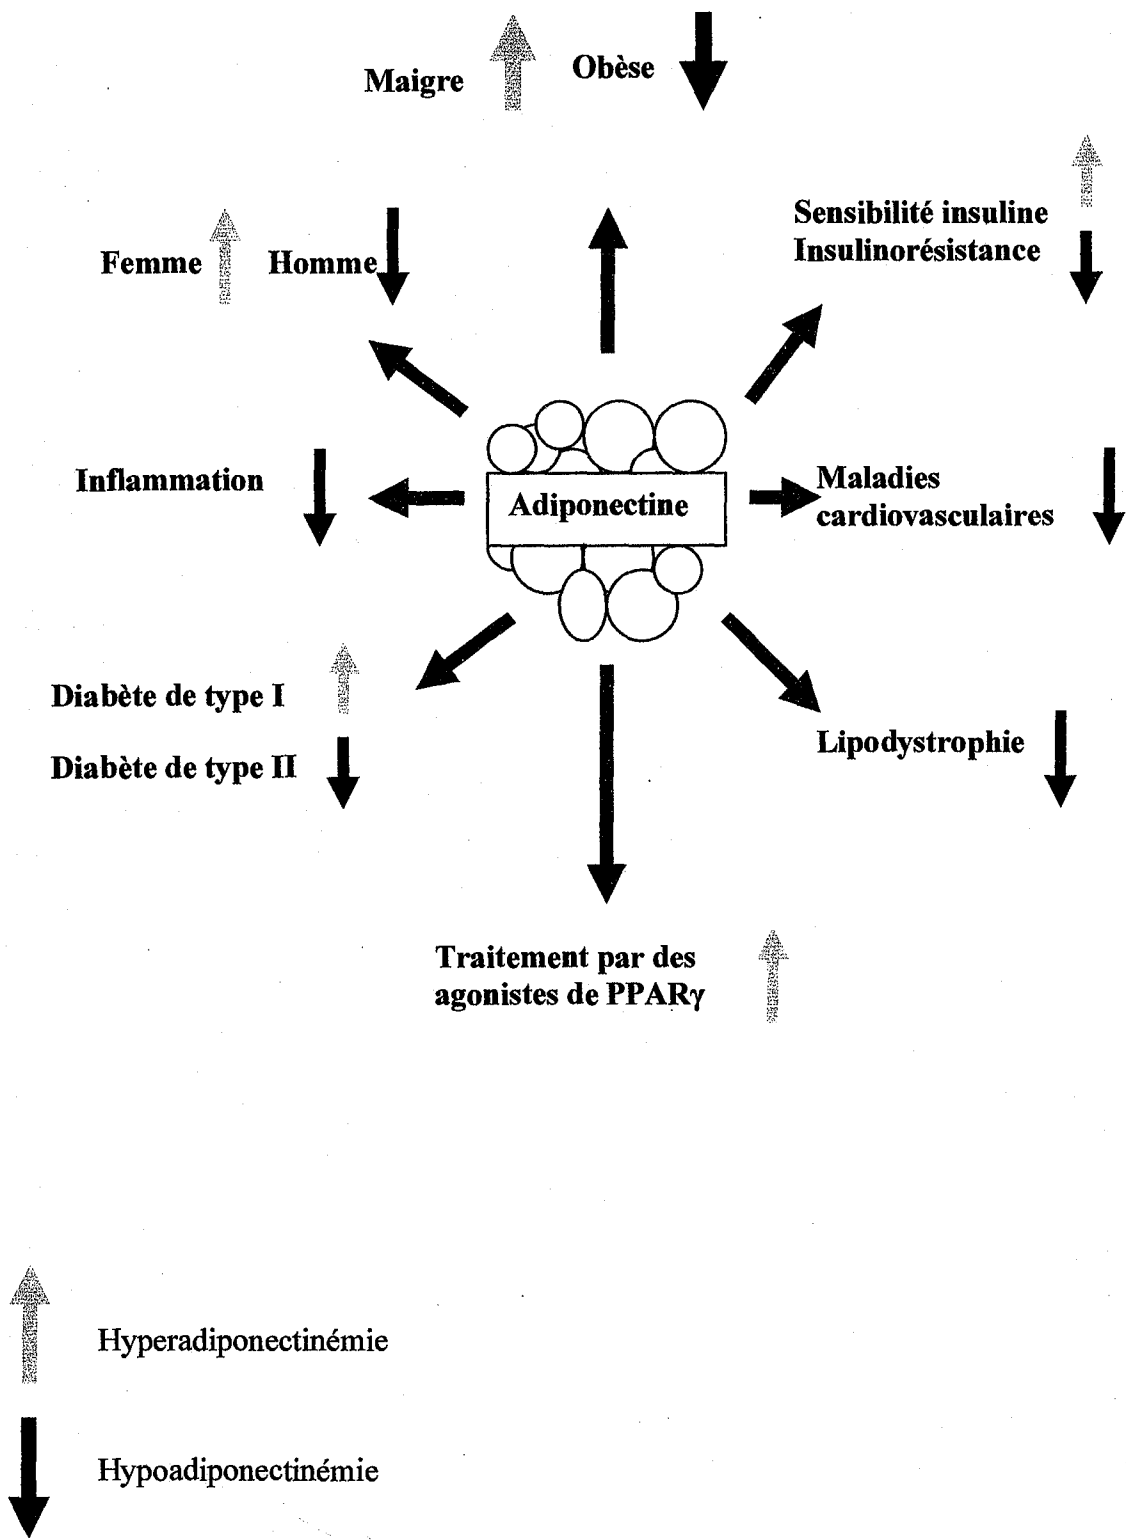 Maigre
Obèse
Femme
Homme
Sensibilité insuline
Insulinorésistance
Inflammation
Adiponectine
Maladies
cardiovasculaires
Diabète de type I
Diabète de type II
Lipodystrophie
Traitement par des
agonistes de PPARγ
Hyperadiponectinémie
Hypoadiponectinémie